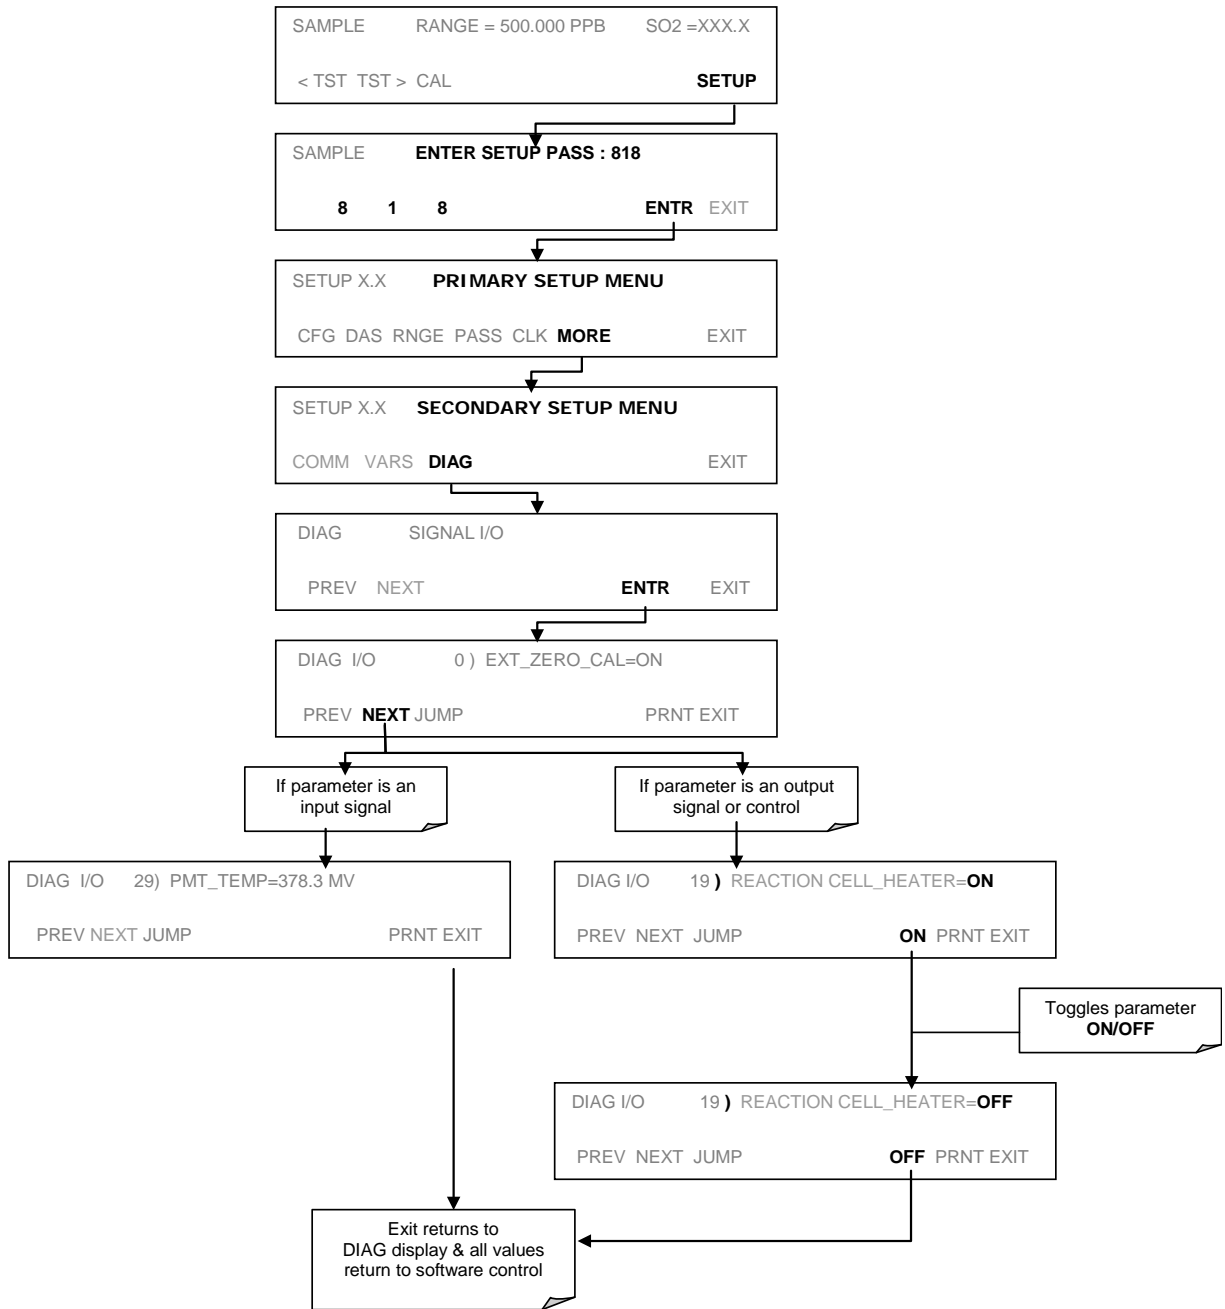 SAMPLE RANGE = 500.000 PPB SO2 =XXX.X
< TST TST > CAL SETUP
SAMPLE ENTER SETUP PASS : 818
8 1 8 ENTR EXIT
SETUP X.X PRIMARY SETUP MENU
CFG DAS RNGE PASS CLK MORE EXIT
SETUP X.X SECONDARY SETUP MENU
COMM VARS DIAG EXIT
DIAG SIGNAL I/O
PREV NEXT ENTR EXIT
DIAG I/O 0 ) EXT_ZERO_CAL=ON
PREV NEXT JUMP PRNT EXIT
If parameter is an
input signal
If parameter is an output
signal or control
DIAG I/O 29) PMT_TEMP=378.3 MV
PREV NEXT JUMP PRNT EXIT
DIAG I/O 19 ) REACTION CELL_HEATER=ON
PREV NEXT JUMP ON PRNT EXIT
Toggles parameter
ON/OFF
DIAG I/O 19 ) REACTION CELL_HEATER=OFF
PREV NEXT JUMP OFF PRNT EXIT
Exit returns to
DIAG display & all values
return to software control